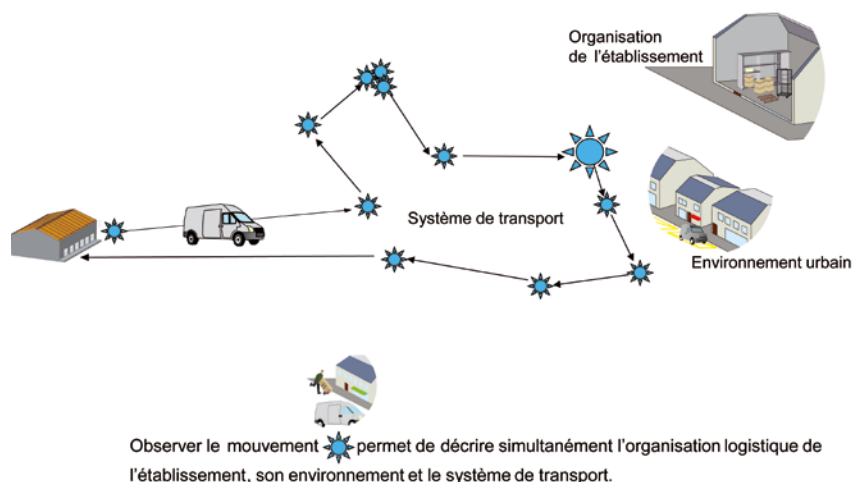 Organisation
de l'établissement
Système de transport
Environnement urbain
Observer le mouvement permet de décrire simultanément l'organisation logistique de
l'établissement, son environnement et le système de transport.